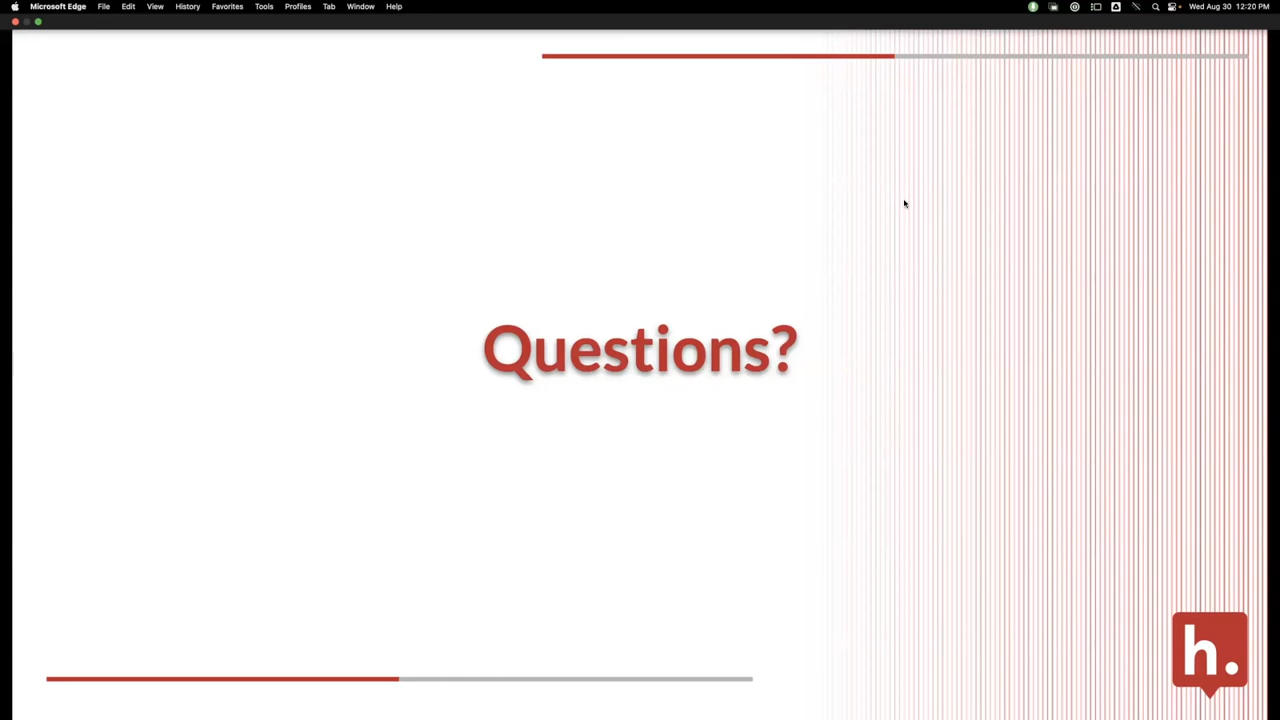 Microsoft Edge File Edit View History Favorites Tools Profiles Tab Window Help Wed Aug 30 12:20 PM
Questions?
h.